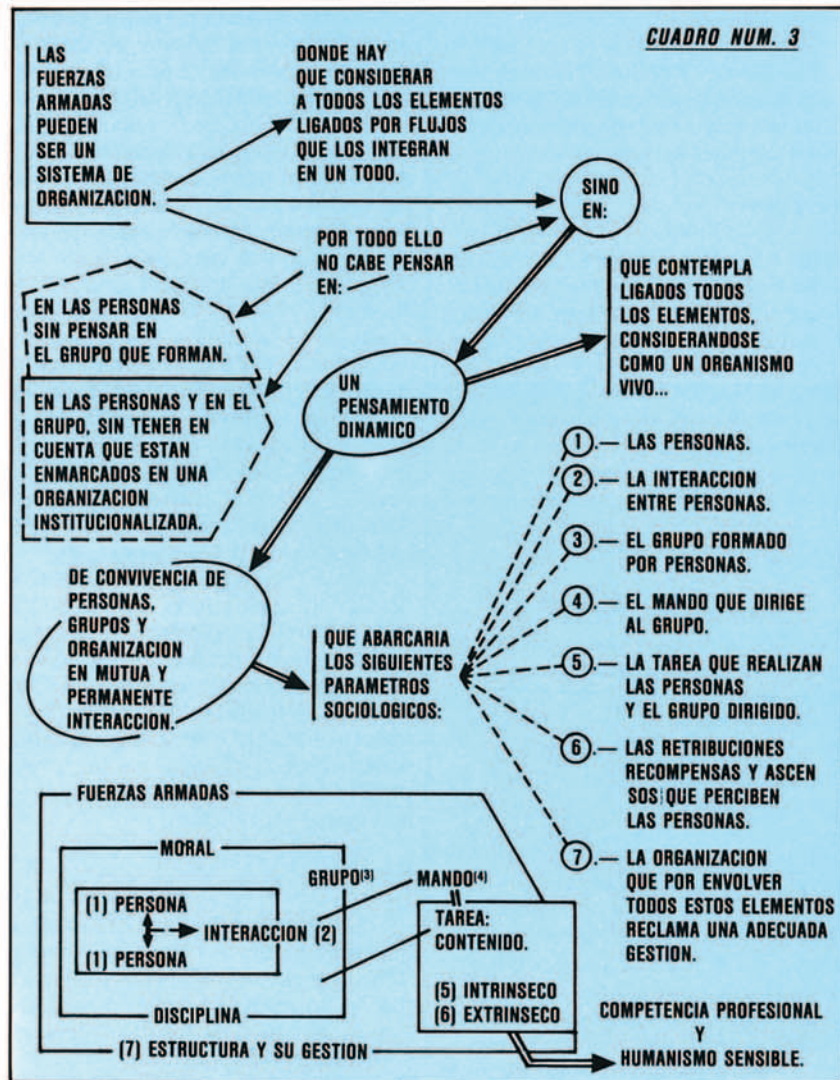 CUADRO NUM. 3
LAS
FUERZAS
ARMADAS
PUEDEN
SER UN
SISTEMA DE
ORGANIZACION.
DONDE HAY
QUE CONSIDERAR
A TODOS LOS ELEMENTOS
LIGADOS POR FLUJOS
QUE LOS INTEGRAN
EN UN TODO.
SINO
EN:
POR TODO ELLO
NO CABE PENSAR
EN:
EN LAS PERSONAS
SIN PENSAR EN
EL GRUPO QUE FORMAN.
EN LAS PERSONAS Y EN EL
GRUPO, SIN TENER EN
CUENTA QUE ESTAN
ENMARCADOS EN UNA
ORGANIZACION
INSTITUCIONALIZADA.
UN
PENSAMIENTO
DINAMICO
QUE CONTEMPLA
LIGADOS TODOS
LOS ELEMENTOS,
CONSIDERANDOSE
COMO UN ORGANISMO
VIVO...
DE CONVIVENCIA DE
PERSONAS,
GRUPOS Y
ORGANIZACION
EN MUTUA Y
PERMANENTE
INTERACCION.
QUE ABARCARIA
LOS SIGUIENTES
PARAMETROS
SOCIOLOGICOS:
1.— LAS PERSONAS.
2.— LA INTERACCION
ENTRE PERSONAS.
3.— EL GRUPO FORMADO
POR PERSONAS.
4.— EL MANDO QUE DIRIGE
AL GRUPO.
5.— LA TAREA QUE REALIZAN
LAS PERSONAS
Y EL GRUPO DIRIGIDO.
6.— LAS RETRIBUCIONES
RECOMPENSAS Y ASCEN
SOS QUE PERCIBEN
LAS PERSONAS.
7.— LA ORGANIZACION
QUE POR ENVOLVER
TODOS ESTOS ELEMENTOS
RECLAMA UNA ADECUADA
GESTION.
FUERZAS ARMADAS
MORAL
GRUPO(3)
MANDO(4)
(1) PERSONA
INTERACCION (2)
(1) PERSONA
TAREA:
CONTENIDO.
(5) INTRINSECO
(6) EXTRINSECO
DISCIPLINA
(7) ESTRUCTURA Y SU GESTION
COMPETENCIA PROFESIONAL
Y
HUMANISMO SENSIBLE.